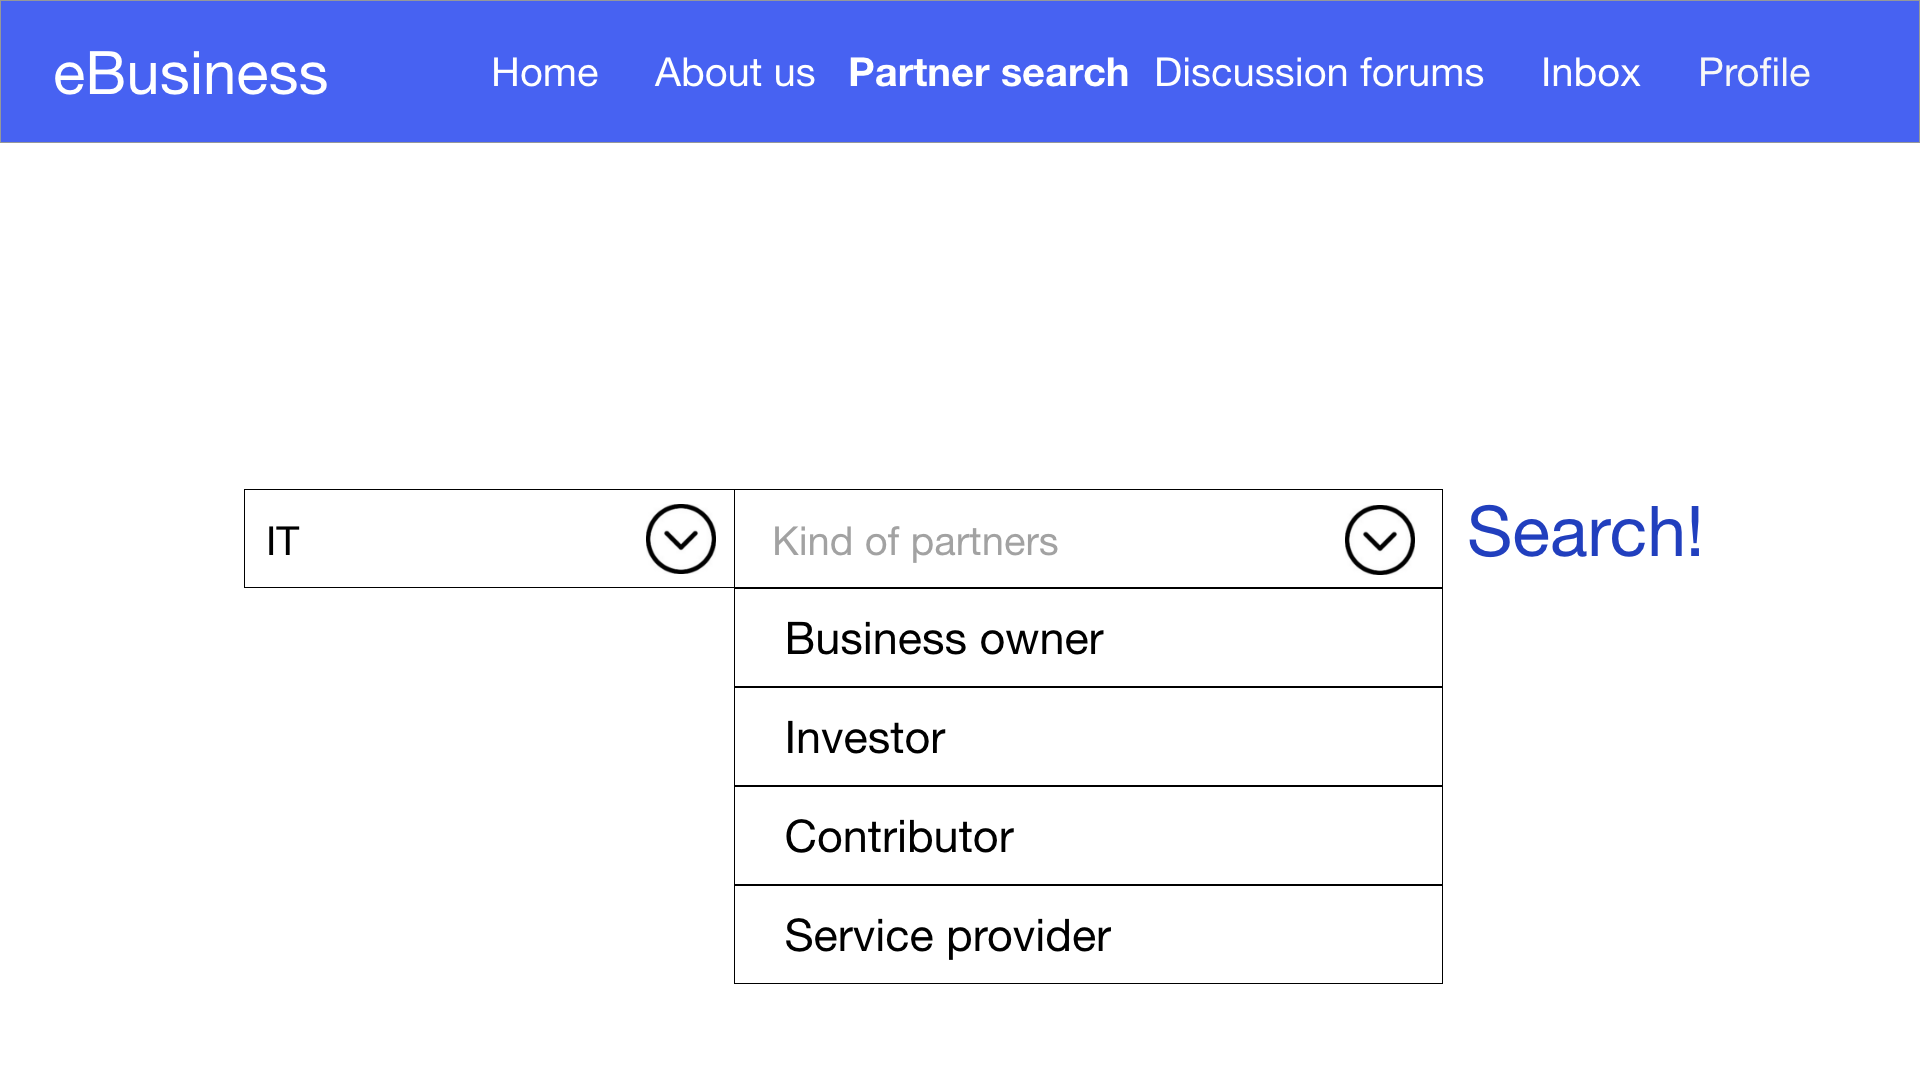 eBusiness Home About us Partner search Discussion forums Inbox Profile
IT Kind of partners Search!
Business owner
Investor
Contributor
Service provider